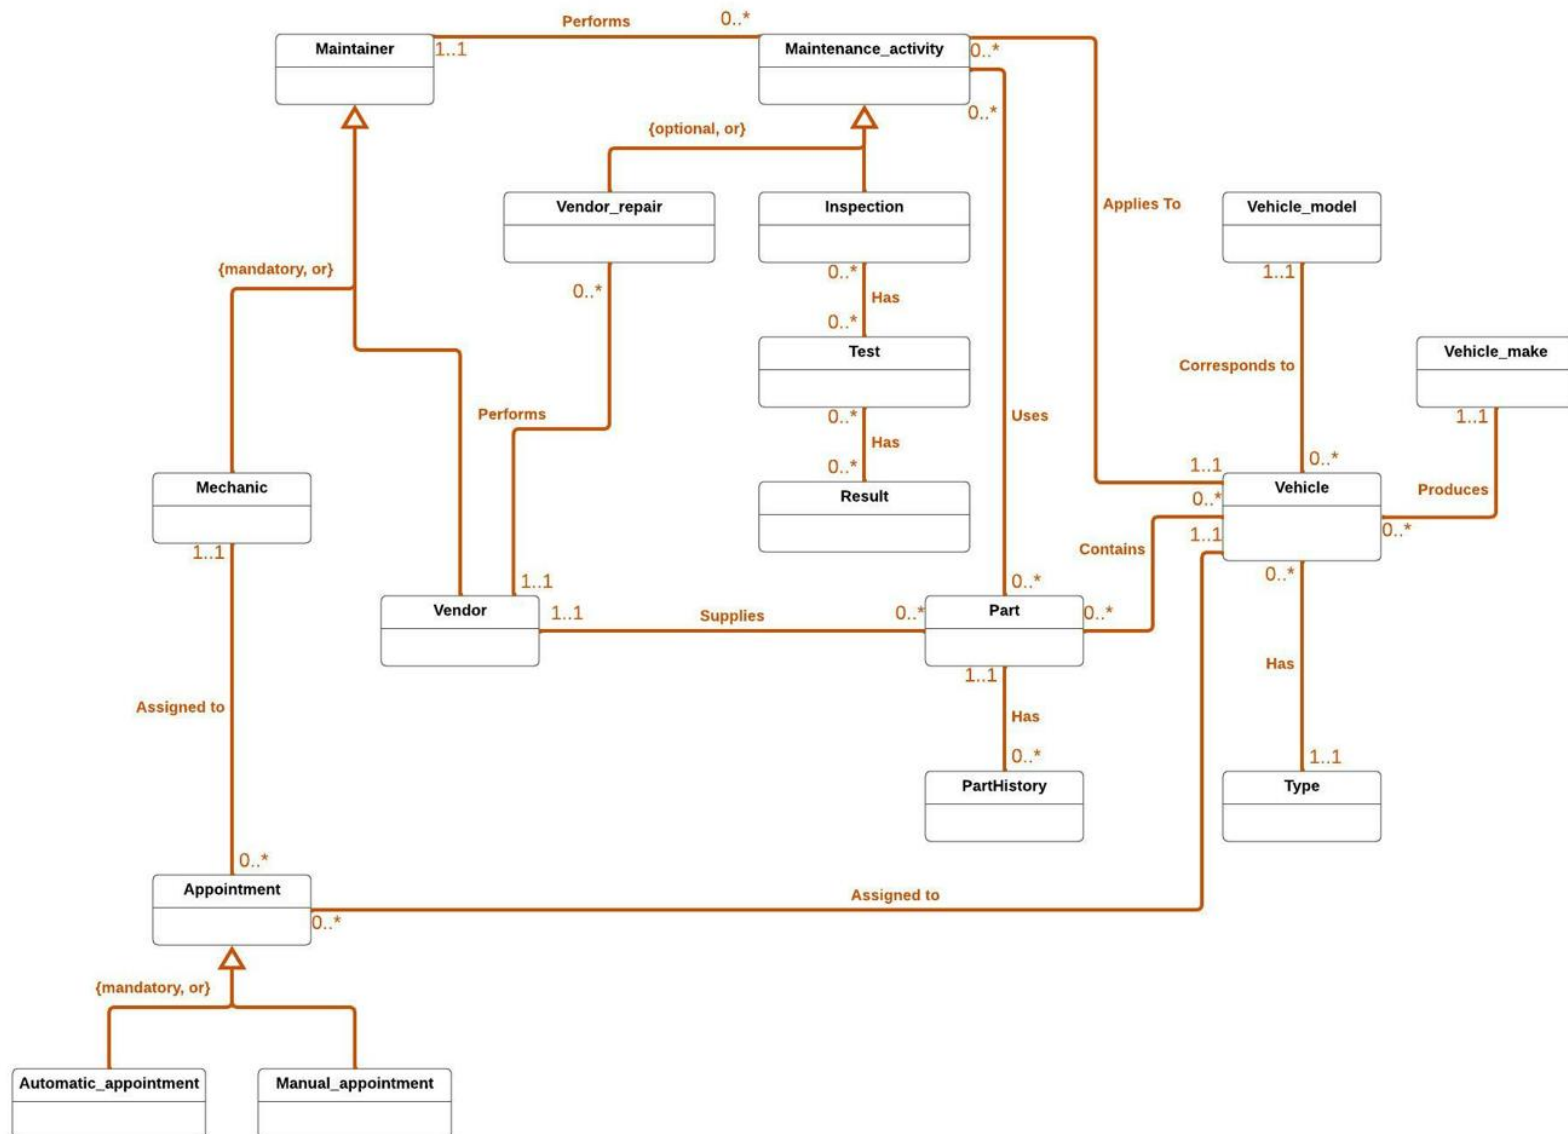 Performs
0..*
Maintainer
1..1
Maintenance_activity
0..*
0..*
{optional, or}
Vendor_repair
Inspection
Applies To
Vehicle_model
0..*
1..1
{mandatory, or}
0..*
Has
0..*
Test
Vehicle_make
Corresponds to
Performs
0..*
Uses
1..1
Has
0..*
0..*
1..1
Mechanic
Result
Vehicle
Produces
0..*
0..*
1..1
1..1
Contains
0..*
1..1
0..*
Vendor
1..1
Supplies
0..*
Part
0..*
1..1
Has
Assigned to
Has
0..*
1..1
PartHistory
Type
0..*
Appointment
Assigned to
0..*
{mandatory, or}
Automatic_appointment
Manual_appointment